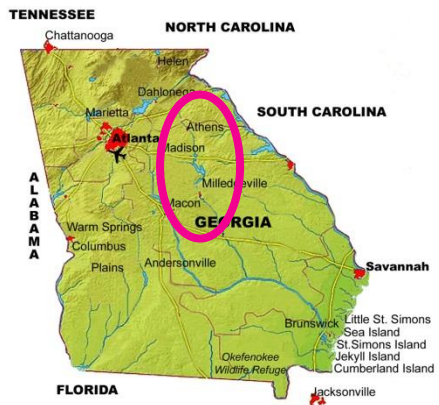 TENNESSEE
NORTH CAROLINA
Chattanooga
Helen
Dahlonega
SOUTH CAROLINA
Marietta
Athens
Atlanta
Madison
ALABAMA
Milledgeville
Macon
GEORGIA
Warm Springs
Columbus
Andersonville
Plains
Savannah
Brunswick
Little St. Simons
Sea Island
St.Simons Island
Jekyll Island
Cumberland Island
Okefenokee
Wildlife Refuge
FLORIDA
Jacksonville